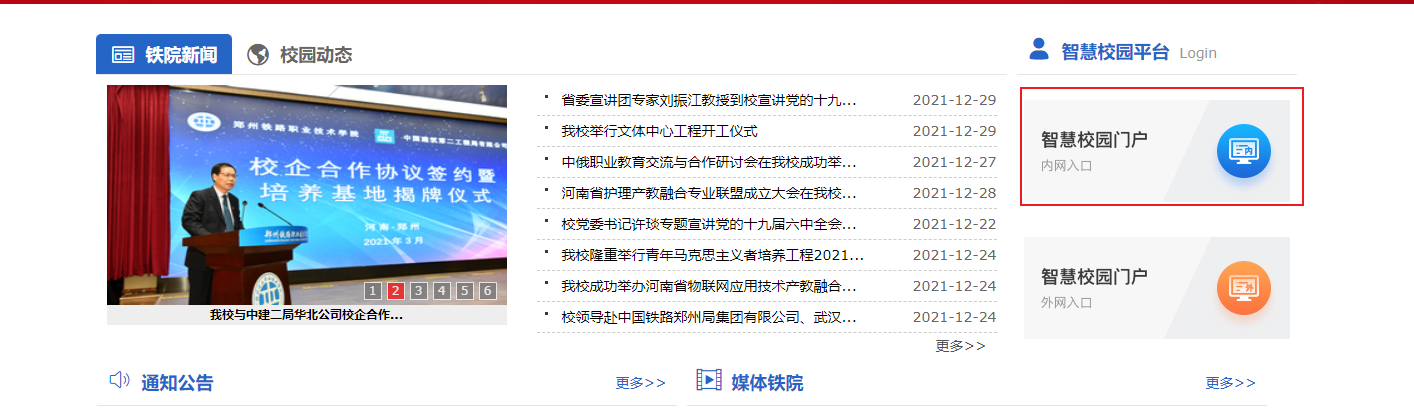 铁院新闻
校园动态
郑州铁路职业技术学院
中国建筑第二工程局有限公司
校企合作协议签约暨
培养基地揭牌仪式
河南·郑州
2021年3月
1 2 3 4 5 6
我校与中建二局华北公司校企合作...
省委宣讲团专家刘振江教授到校宣讲党的十九... 2021-12-29
我校举行文体中心工程开工仪式 2021-12-29
中俄职业教育交流与合作研讨会在我校成功举... 2021-12-27
河南省护理产教融合专业联盟成立大会在我校... 2021-12-28
校党委书记许琰专题宣讲党的十九届六中全会... 2021-12-22
我校隆重举行青年马克思主义者培养工程2021... 2021-12-24
我校成功举办河南省物联网应用技术产教融合... 2021-12-24
校领导赴中国铁路郑州局集团有限公司、武汉... 2021-12-24
更多>>
智慧校园平台 Login
智慧校园门户
内网入口
内
智慧校园门户
外网入口
外
通知公告
更多>>
媒体铁院
更多>>